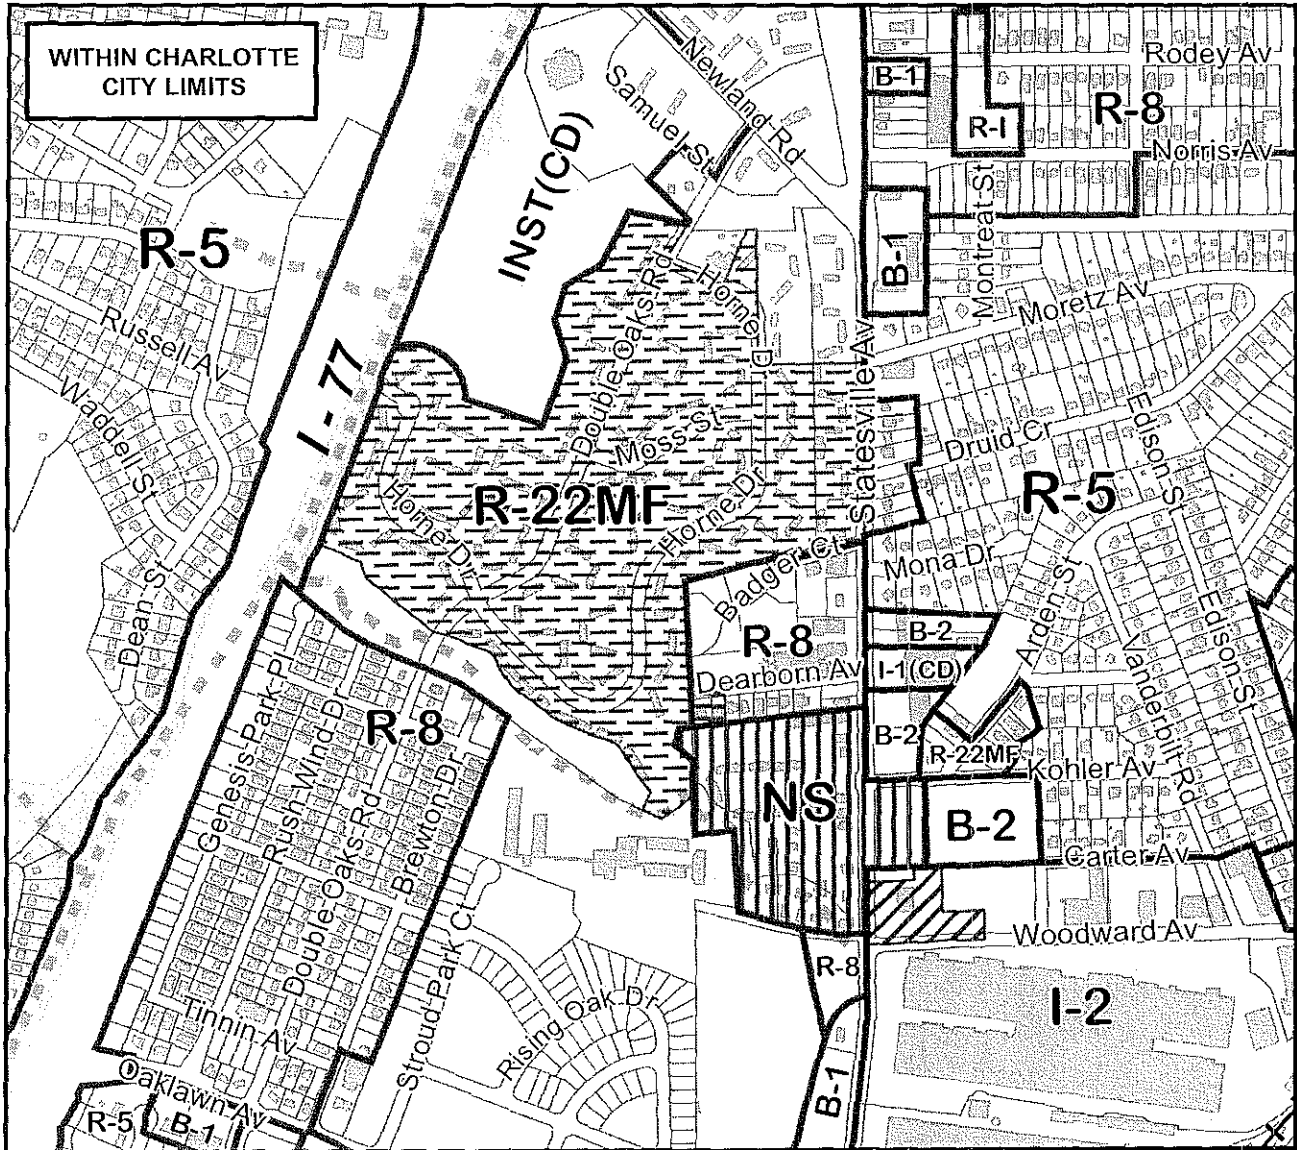 WITHIN CHARLOTTE
CITY LIMITS
Newland Rd
Samuel St
INST(CD)
B-1
Rodey Av
R-8
R-I
Norris Av
R-5
Russell Av
Waddell St
I - 77
Double Oaks Rd
Horne Dr
B-1
Montreat St
Moretz Av
Statesville Av
Moss St
Druid Cr
Edison St
R-22MF
Horne Dr
Horne Dr
R-5
Badger Ct
Mona Dr
Arden St
Dean St
R-8
Dearborn Av
B-2
I-1(CD)
Edison St
Vanderbilt Rd
Genesis Park Pl
Rush Wind Dr
R-8
Double Oaks Rd
Brewton Dr
NS
B-2
R-22MF
Kohler Av
B-2
Carter Av
Woodward Av
Stroud Park Ct
Rising Oak Dr
R-8
I-2
Tinnin Av
Oaklawn Av
R-5
B-1
B-1